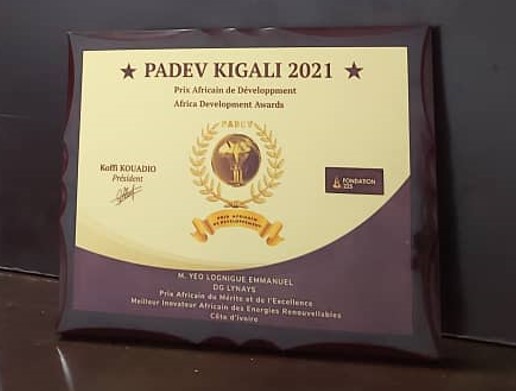 ★ PADEV KIGALI 2021 ★
Prix Africain de Développment
Africa Development Awards
PADEV
Koffi KOUADIO
Président
FONDATION
225
PRIX AFRICAIN
DE DÉVELOPPEMENT
M. YEO LOGNIGUE EMMANUEL
DG LYNAYS
Prix Africain du Mérite et de l'Excellence
Meilleur Inovateur Africain des Energies Renouvellables
Côte d'Ivoire